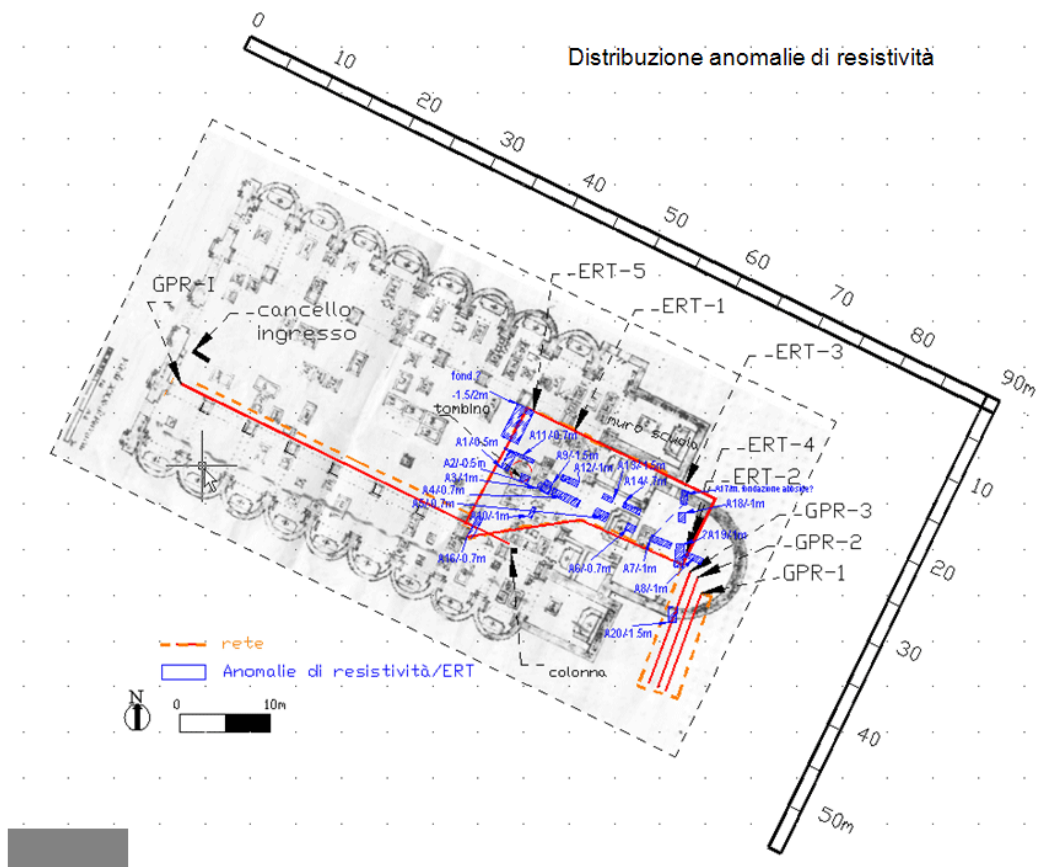 Distribuzione anomalie di resistività
0
10
20
30
40
50
60
70
80
90m
10
20
30
40
50m
GPR-I
cancello
ingresso
ERT-5
ERT-1
ERT-3
ERT-4
ERT-2
GPR-3
GPR-2
GPR-1
fond.?
-1.5/2m
tombino
muro scuola
A1/-0.5m
A11/-0.7m
A2/-0.5m
A9/-1.5m
A3/-1m
A12/-1m
A13/-1.5m
A4/-0.7m
A14/-.7m
A5/-0.7m
A10/-1m
A16/-0.7m
A6/-0.7m
A7/-1m
A8/-1m
A18/-1m
?A19/-1m
A20/-1.5m
colonna
rete
Anomalie di resistività/ERT
N
0
10m